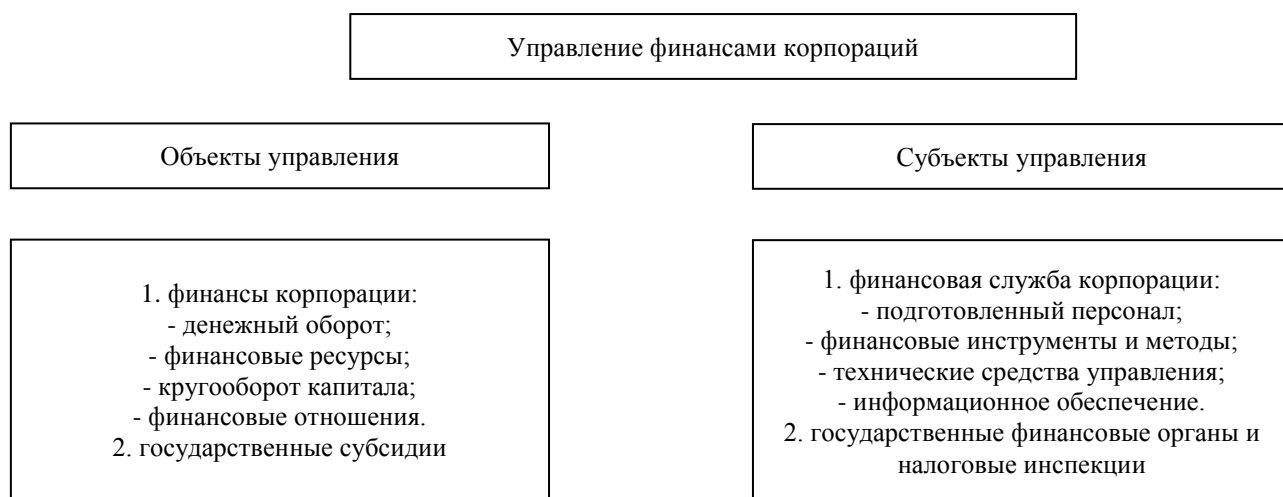 Управление финансами корпораций
Объекты управления
Субъекты управления
1. финансы корпорации:
- денежный оборот;
- финансовые ресурсы;
- кругооборот капитала;
- финансовые отношения.
2. государственные субсидии
1. финансовая служба корпорации:
- подготовленный персонал;
- финансовые инструменты и методы;
- технические средства управления;
- информационное обеспечение.
2. государственные финансовые органы и
налоговые инспекции